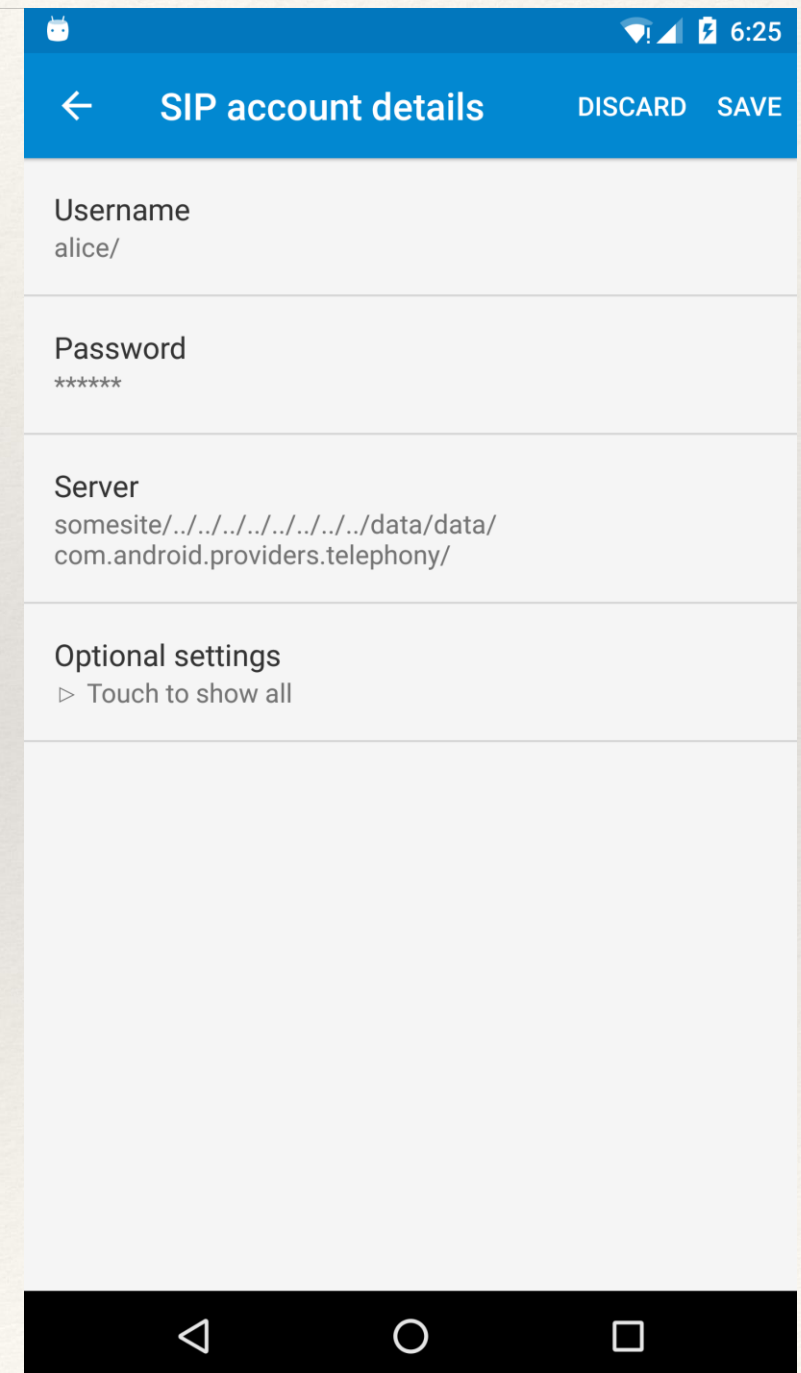 6:25
SIP account details DISCARD SAVE
Username
alice/
Password
******
Server
somesite/../../../../../../../../data/data/
com.android.providers.telephony/
Optional settings
▷ Touch to show all